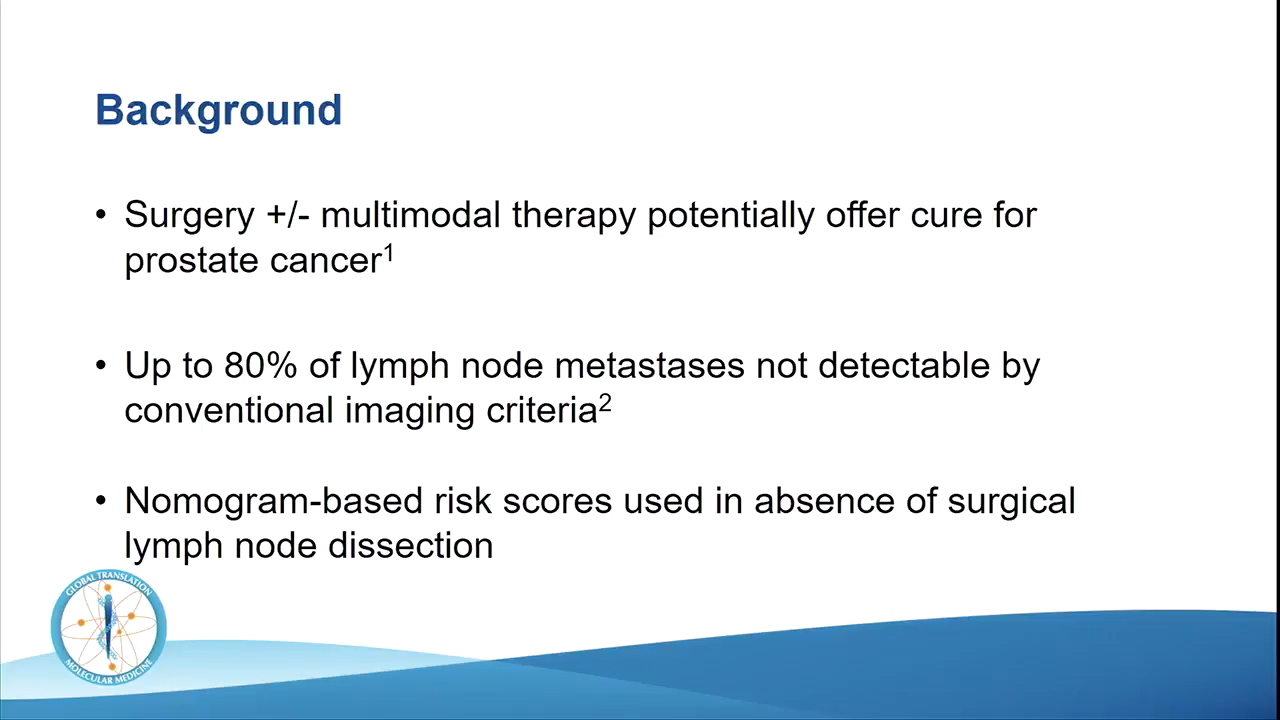 Background
• Surgery +/- multimodal therapy potentially offer cure for
prostate cancer¹
• Up to 80% of lymph node metastases not detectable by
conventional imaging criteria²
• Nomogram-based risk scores used in absence of surgical
lymph node dissection
GLOBAL TRANSLATION
MOLECULAR MEDICINE